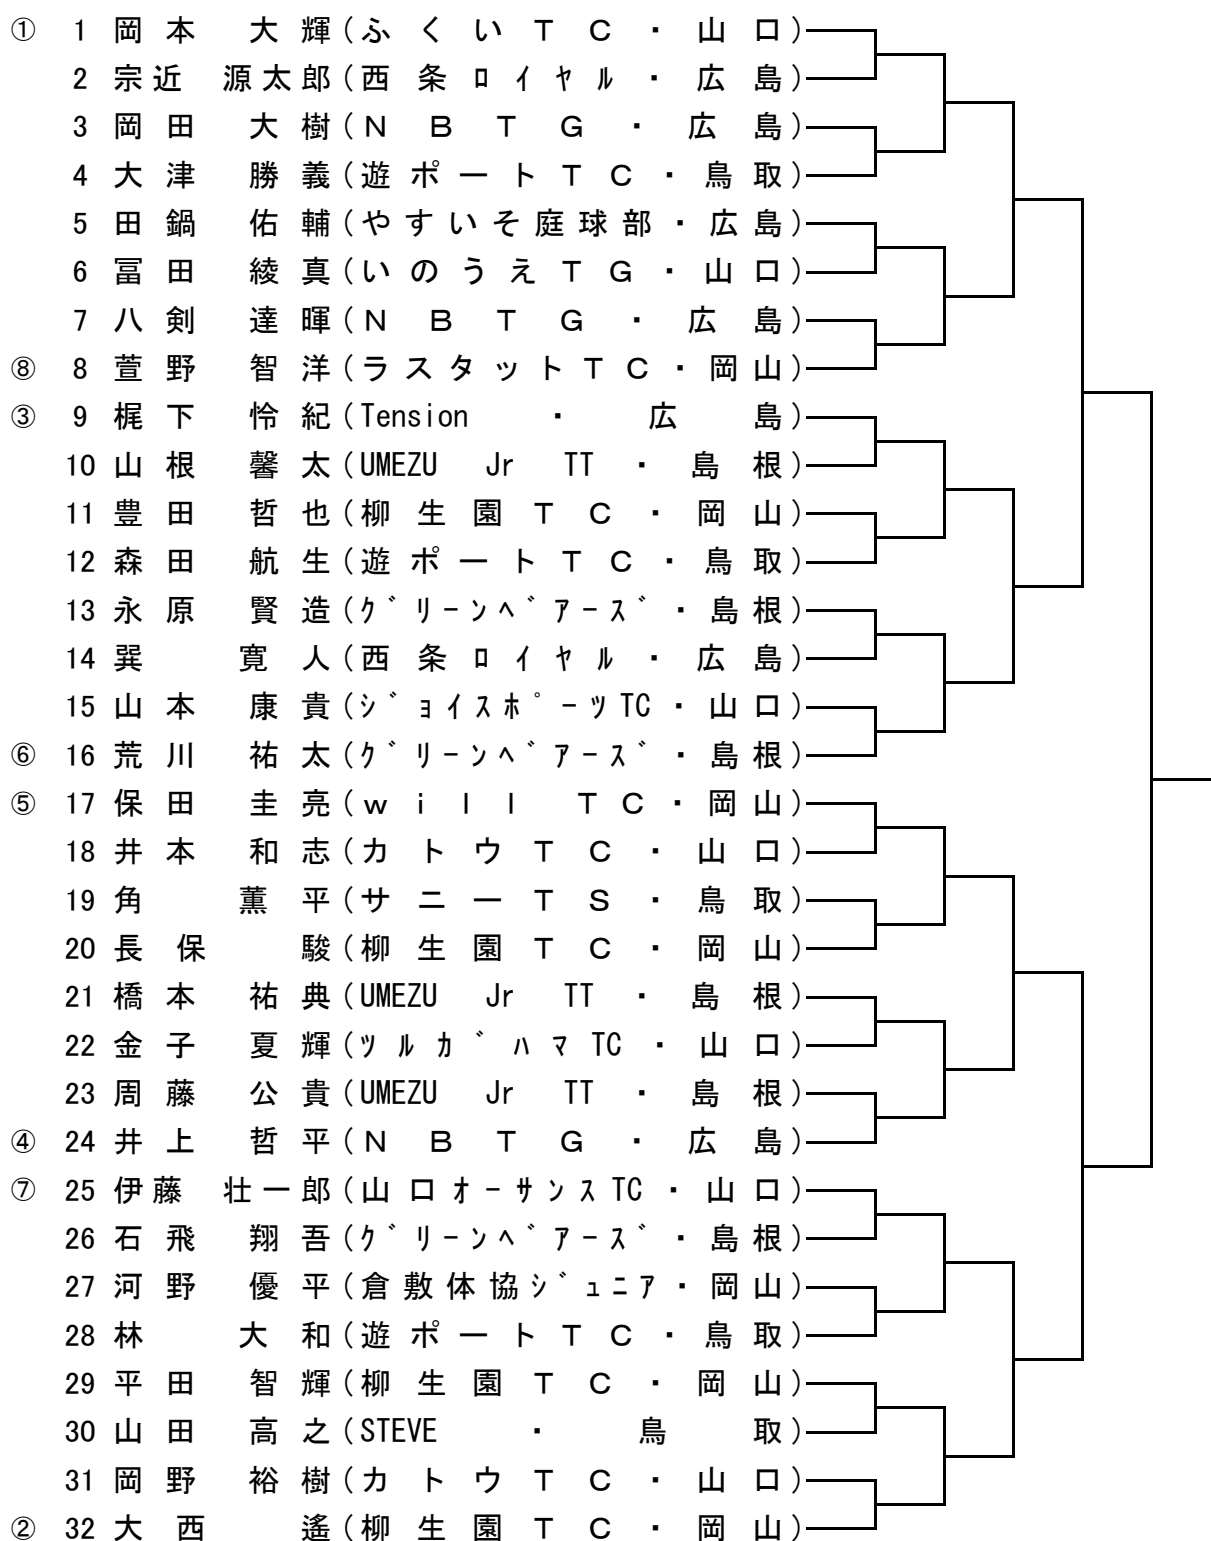 ① 1 岡本 大輝(ふくいTC・山口)
2 宗近 源太郎(西条ロイヤル・広島)
3 岡田 大樹(NBTG・広島)
4 大津 勝義(遊ポートTC・鳥取)
5 田鍋 佑輔(やすいそ庭球部・広島)
6 冨田 綾真(いのうえTG・山口)
7 八剣 達暉(NBTG・広島)
⑧ 8 萱野 智洋(ラスタットTC・岡山)
③ 9 梶下 怜紀(Tension・広島)
10 山根 馨太(UMEZU Jr TT・島根)
11 豊田 哲也(柳生園TC・岡山)
12 森田 航生(遊ポートTC・鳥取)
13 永原 賢造(グリーンベアーズ・島根)
14 巽 寛人(西条ロイヤル・広島)
15 山本 康貴(ジョイスポーツTC・山口)
⑥ 16 荒川 祐太(グリーンベアーズ・島根)
⑤ 17 保田 圭亮(will TC・岡山)
18 井本 和志(カトウTC・山口)
19 角 薫平(サニーTS・鳥取)
20 長保 駿(柳生園TC・岡山)
21 橋本 祐典(UMEZU Jr TT・島根)
22 金子 夏輝(ツルガハマTC・山口)
23 周藤 公貴(UMEZU Jr TT・島根)
④ 24 井上 哲平(NBTG・広島)
⑦ 25 伊藤 壮一郎(山口オーサンスTC・山口)
26 石飛 翔吾(グリーンベアーズ・島根)
27 河野 優平(倉敷体協ジュニア・岡山)
28 林 大和(遊ポートTC・鳥取)
29 平田 智輝(柳生園TC・岡山)
30 山田 高之(STEVE・鳥取)
31 岡野 裕樹(カトウTC・山口)
② 32 大西 遙(柳生園TC・岡山)